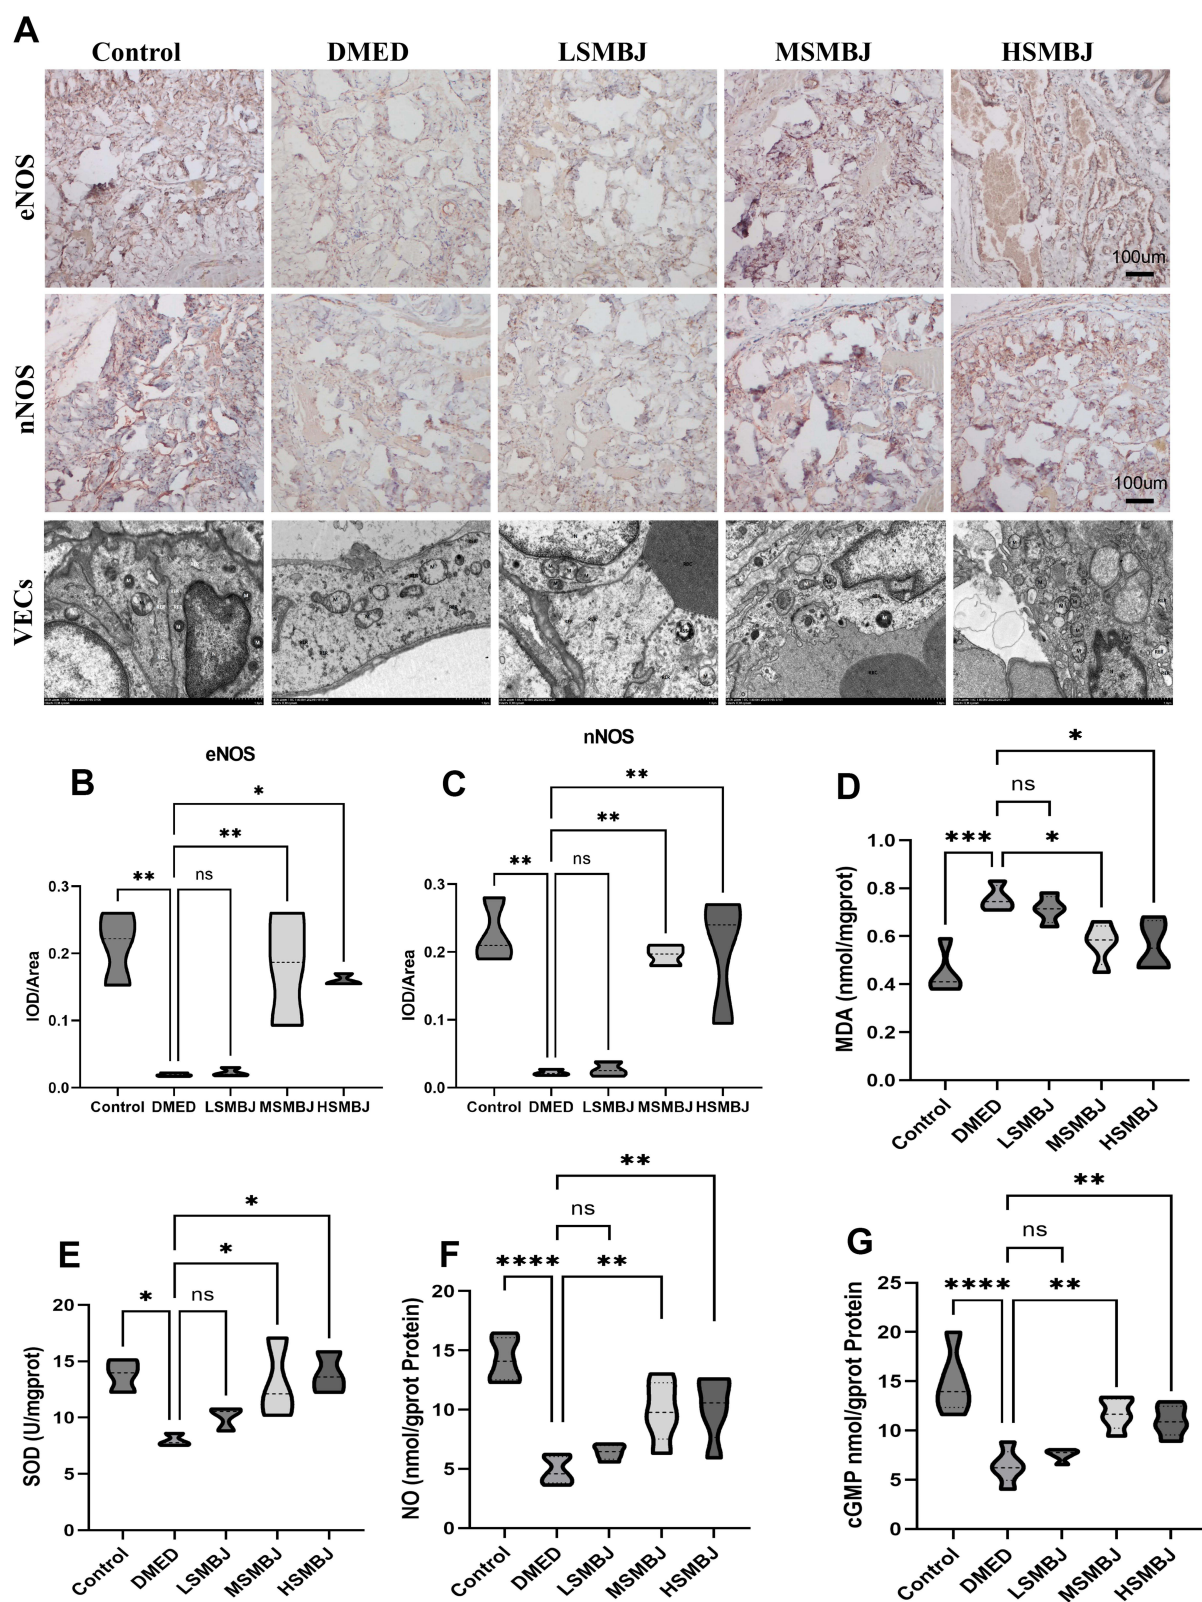 A
Control DMED LSMBJ MSMBJ HSMBJ
eNOS
100um
nNOS
100um
VECs
B
eNOS
IOD/Area
0.3
0.2
0.1
0.0
** ns ** *
Control DMED LSMBJ MSMBJ HSMBJ
C
nNOS
IOD/Area
0.3
0.2
0.1
0.0
** ns ** **
Control DMED LSMBJ MSMBJ HSMBJ
D
MDA (nmol/mgprot)
1.0
0.8
0.6
0.4
0.2
0.0
*** ns * *
Control DMED LSMBJ MSMBJ HSMBJ
E
SOD (U/mgprot)
20
15
10
5
0
* ns * *
Control DMED LSMBJ MSMBJ HSMBJ
F
NO (nmol/gprot Protein)
20
15
10
5
0
**** ns ** **
Control DMED LSMBJ MSMBJ HSMBJ
G
cGMP nmol/gprot Protein
25
20
15
10
5
0
**** ns ** **
Control DMED LSMBJ MSMBJ HSMBJ